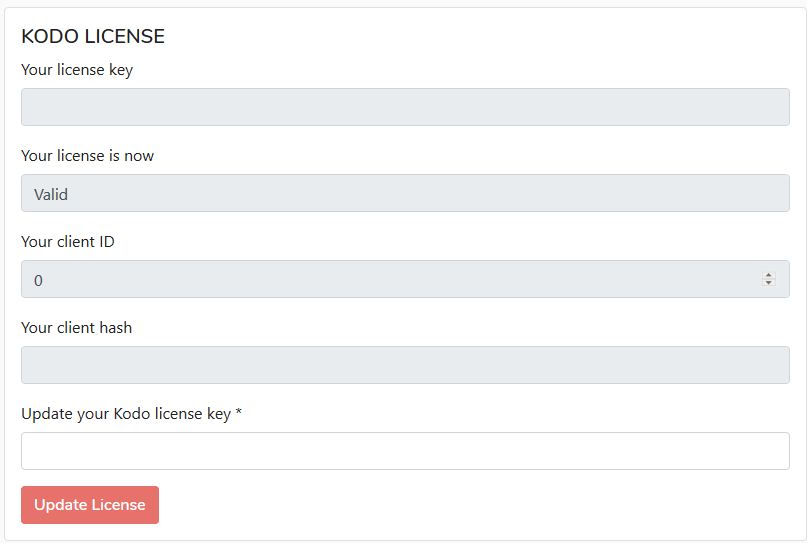 KODO LICENSE
Your license key
Your license is now
Valid
Your client ID
0
Your client hash
Update your Kodo license key *
Update License